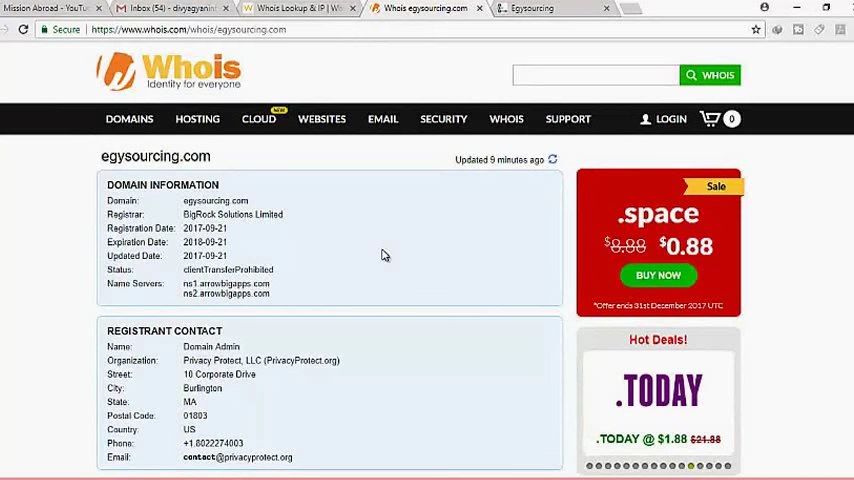 Mission Abroad - YouTu
Inbox (54) - divyagyanin
Whois Lookup & IP | Wh
Whois egysourcing.com
Egysourcing
Secure https://www.whois.com/whois/egysourcing.com
Whois
Identity for everyone
WHOIS
DOMAINS HOSTING CLOUD NEW WEBSITES EMAIL SECURITY WHOIS SUPPORT LOGIN 0
egysourcing.com
Updated 9 minutes ago
DOMAIN INFORMATION
Domain: egysourcing.com
Registrar: BigRock Solutions Limited
Registration Date: 2017-09-21
Expiration Date: 2018-09-21
Updated Date: 2017-09-21
Status: clientTransferProhibited
Name Servers: ns1.arrowbigapps.com
ns2.arrowbigapps.com
REGISTRANT CONTACT
Name: Domain Admin
Organization: Privacy Protect, LLC (PrivacyProtect.org)
Street: 10 Corporate Drive
City: Burlington
State: MA
Postal Code: 01803
Country: US
Phone: +1.8022274003
Email: contact@privacyprotect.org
Sale
.space
$8.88 $0.88
BUY NOW
*Offer ends 31st December 2017 UTC
Hot Deals!
.TODAY
.TODAY @ $1.88 $21.88